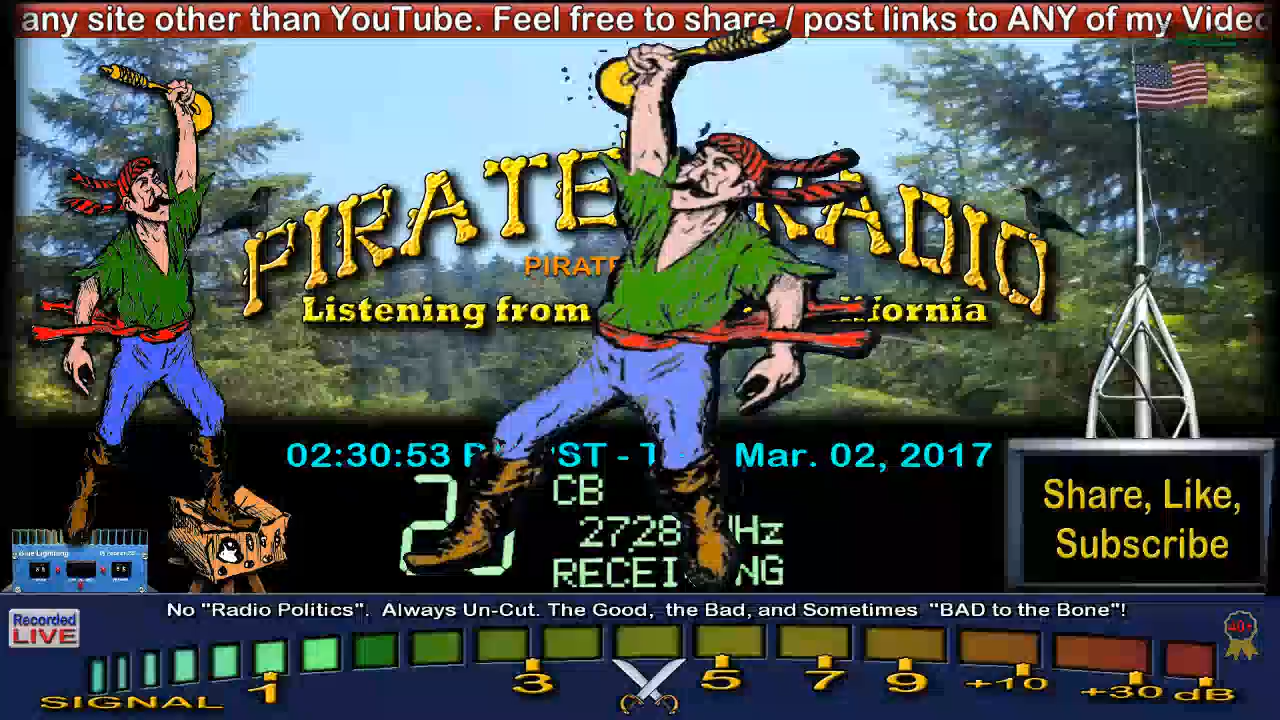 any site other than YouTube. Feel free to share / post links to ANY of my Video
PIRATE RADIO
PIRATE
Listening from
02:30:53 Mar. 02, 2017
CB
Share, Like,
Subscribe
Blue Lightning
No "Radio Politics". Always Un-Cut. The Good, the Bad, and Sometimes "BAD to the Bone"!
Recorded
LIVE
SIGNAL 1 3 5 7 9 +10 +30 dB